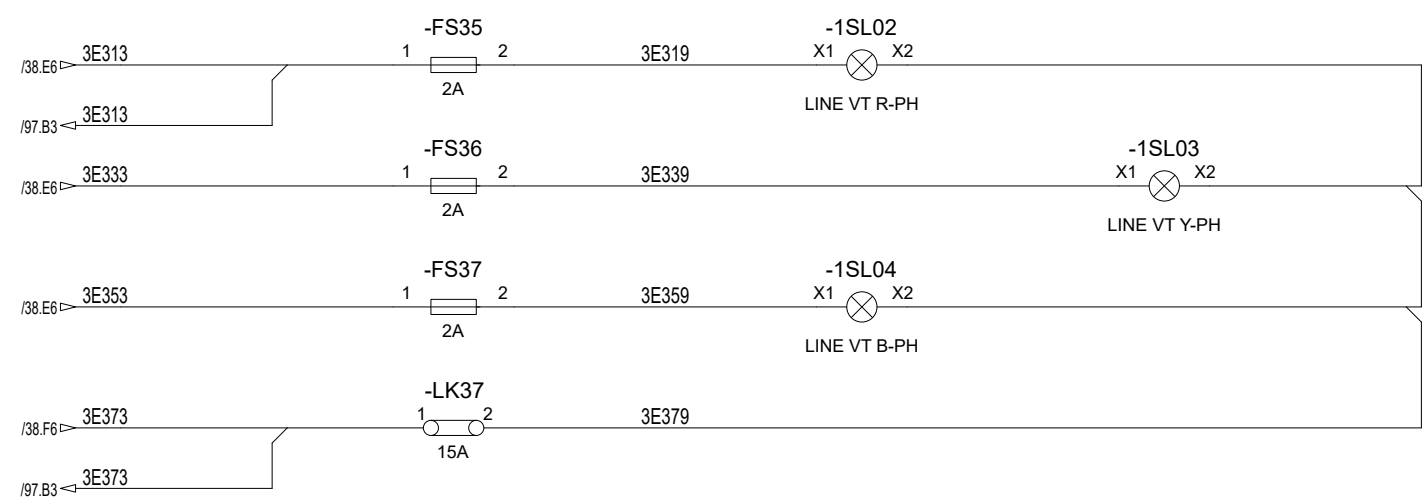 -FS35
-1SL02
/38.E6 3E313 1 2 3E319 X1 X2
2A
LINE VT R-PH
/97.B3 3E313
-FS36
-1SL03
/38.E6 3E333 1 2 3E339 X1 X2
2A
LINE VT Y-PH
-FS37
-1SL04
/38.E6 3E353 1 2 3E359 X1 X2
2A
LINE VT B-PH
-LK37
/38.F6 3E373 1 2 3E379
15A
/97.B3 3E373